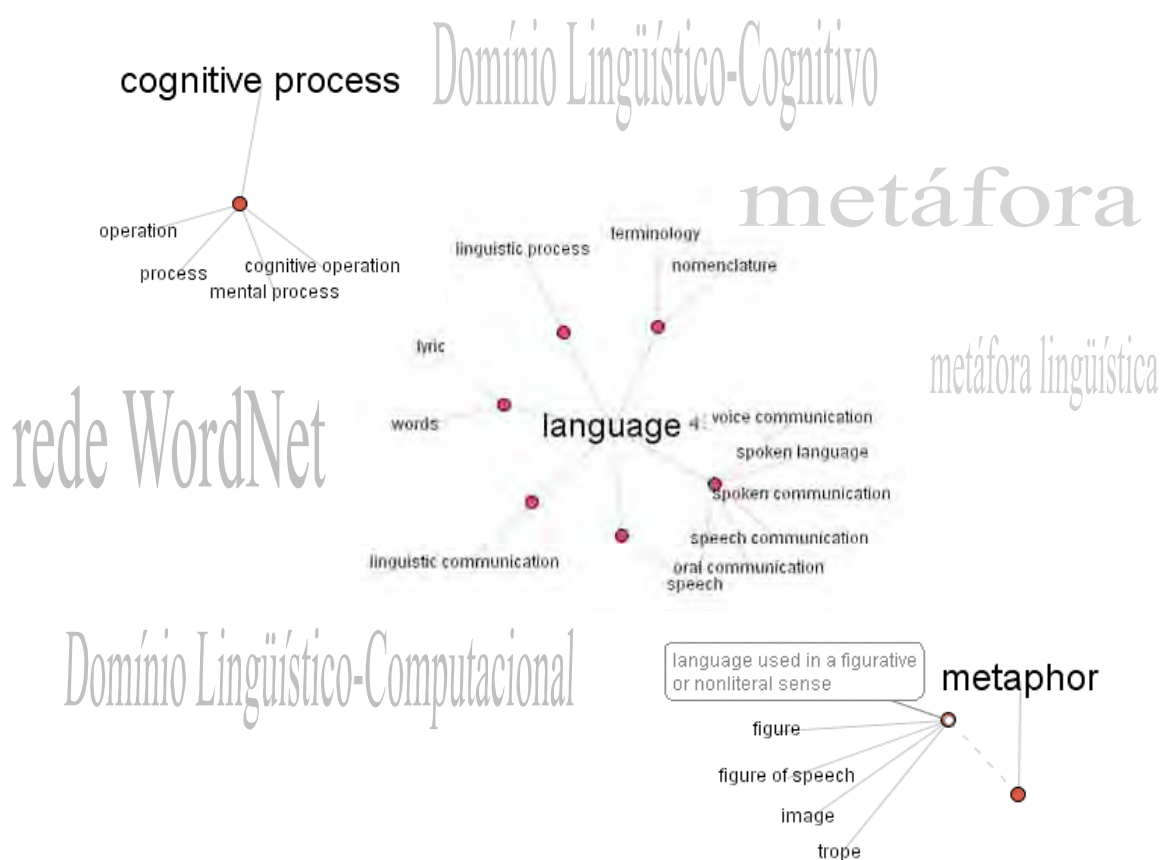 Domínio Lingüístico-Cognitivo
cognitive process
metáfora
operation
process
cognitive operation
mental process
terminology
linguistic process
nomenclature
lyric
metáfora lingüística
rede WordNet
words
language 4
voice communication
spoken language
spoken communication
speech communication
linguistic communication
oral communication
speech
Domínio Lingüístico-Computacional
language used in a figurative
or nonliteral sense
metaphor
figure
figure of speech
image
trope